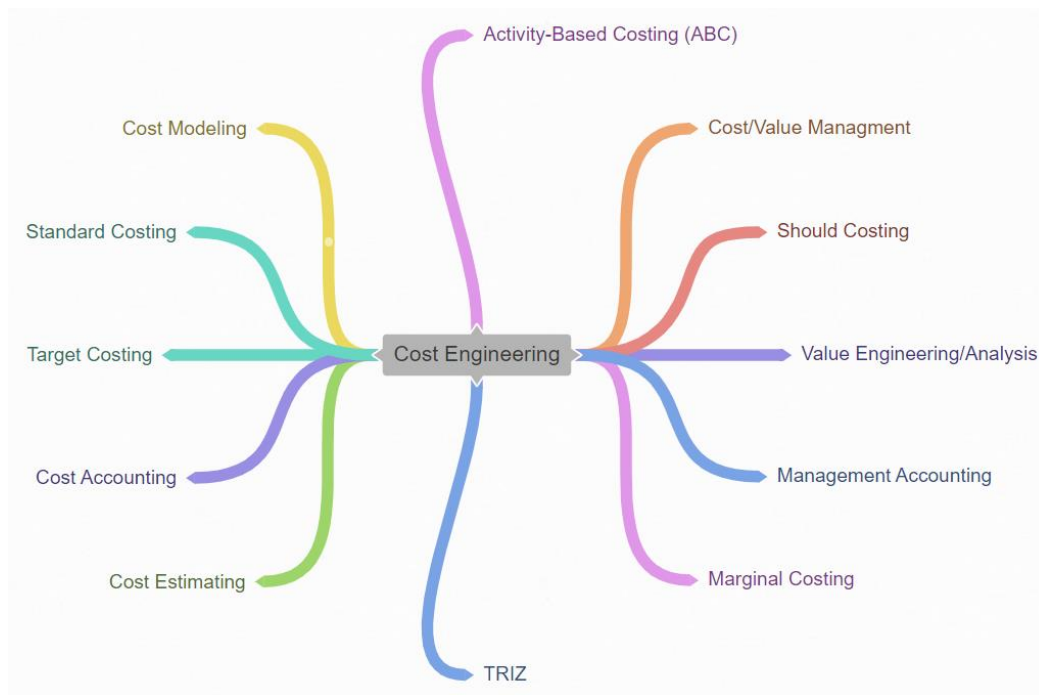 Activity-Based Costing (ABC)
Cost Modeling
Cost/Value Managment
Standard Costing
Should Costing
Cost Engineering
Target Costing
Value Engineering/Analysis
Cost Accounting
Management Accounting
Cost Estimating
Marginal Costing
TRIZ